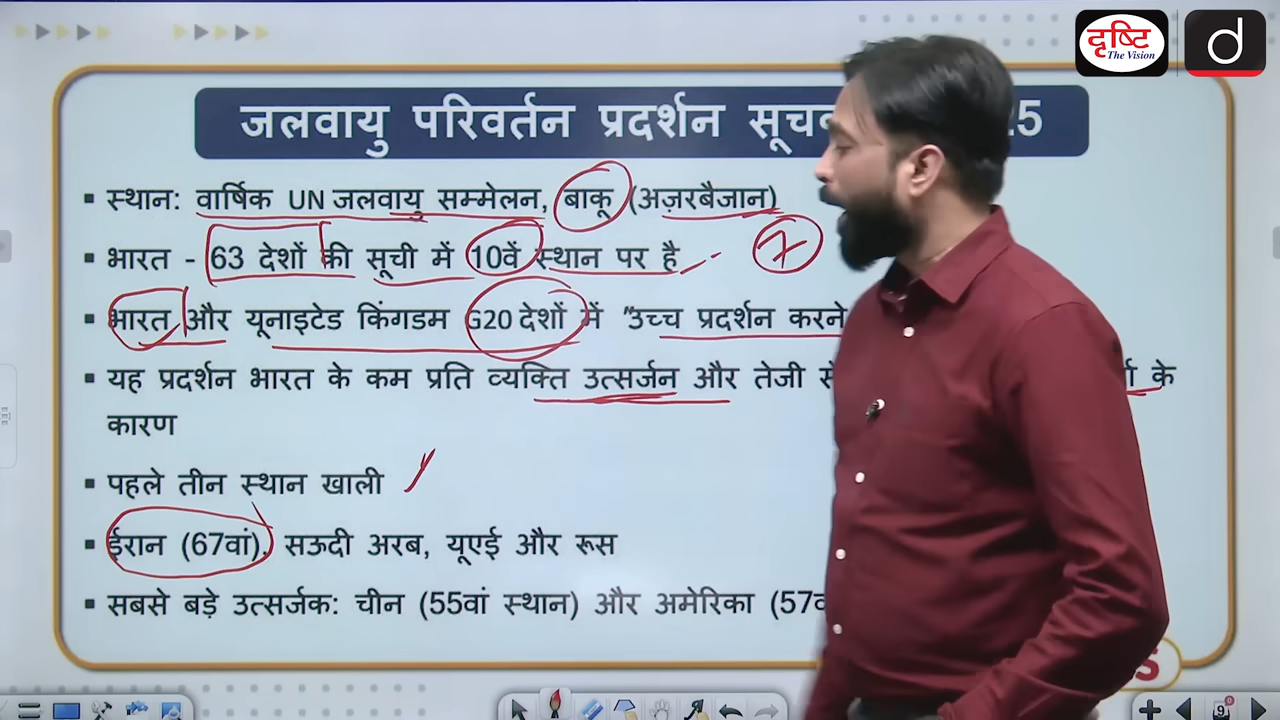 दृष्टि
The Vision
d
जलवायु परिवर्तन प्रदर्शन 5
▪ स्थान: वार्षिक UN जलवायु सम्मेलन, बाकू (अज़रबैजान)
▪ भारत - 63 देशों की सूची में 10वें स्थान पर है
7
▪ भारत और यूनाइटेड किंगडम G20 देशों में "उच्च प्रदर्शन करने
▪ यह प्रदर्शन भारत के कम प्रति व्यक्ति उत्सर्जन और तेजी के
कारण
▪ पहले तीन स्थान खाली
▪ ईरान (67वां), सऊदी अरब, यूएई और रूस
▪ सबसे बड़े उत्सर्जक: चीन (55वां स्थान) और अमेरिका